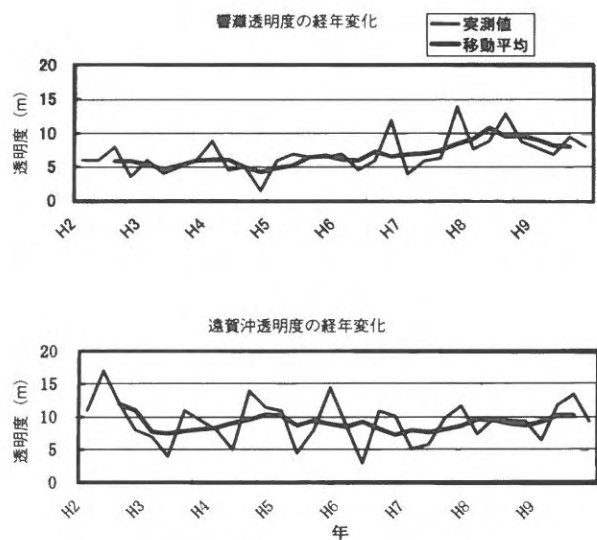 響灘透明度の経年変化
実測値
移動平均
透明度 (m)
20
15
10
5
0
H2
H3
H4
H5
H6
H7
H8
H9
遠賀沖透明度の経年変化
透明度 (m)
20
15
10
5
0
H2
H3
H4
H5
H6
H7
H8
H9
年